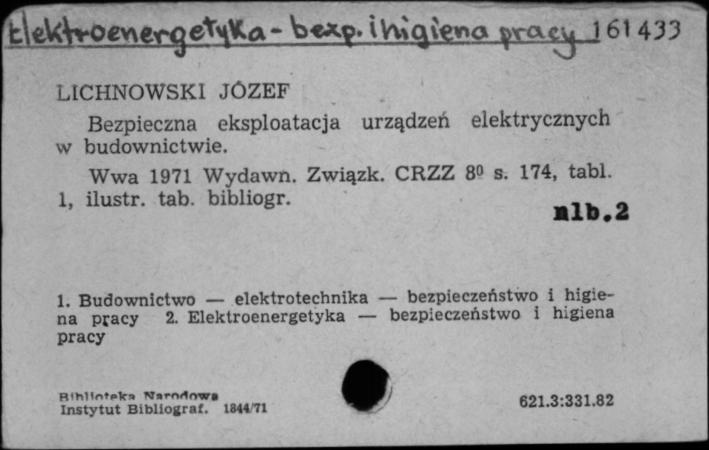 Elektroenergetyka - bezp. i higiena pracy 161433
LICHNOWSKI JÓZEF
Bezpieczna eksploatacja urządzeń elektrycznych
w budownictwie.
Wwa 1971 Wydawn. Związk. CRZZ 8º s. 174, tabl.
1, ilustr. tab. bibliogr.
nlb.2
1. Budownictwo — elektrotechnika — bezpieczeństwo i higie-
na pracy 2. Elektroenergetyka — bezpieczeństwo i higiena
pracy
Biblioteka Narodowa
Instytut Bibliograf. 1844/71
621.3:331.82